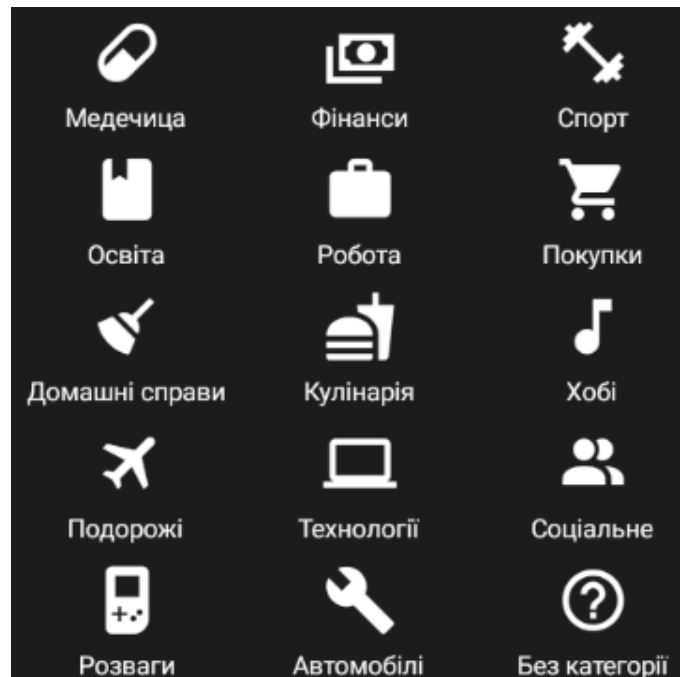 Медечица
Фінанси
Спорт
Освіта
Робота
Покупки
Домашні справи
Кулінарія
Хобі
Подорожі
Технології
Соціальне
Розваги
Автомобілі
Без категорії